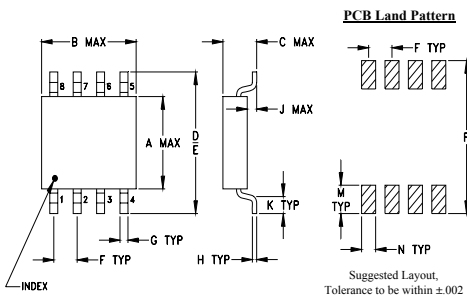 PCB Land Pattern
B MAX
C MAX
F TYP
8 7 6 5
J MAX
A MAX
D
E
P
1 2 3 4
K TYP
M
TYP
G TYP
F TYP
H TYP
N TYP
INDEX
Suggested Layout,
Tolerance to be within ±.002